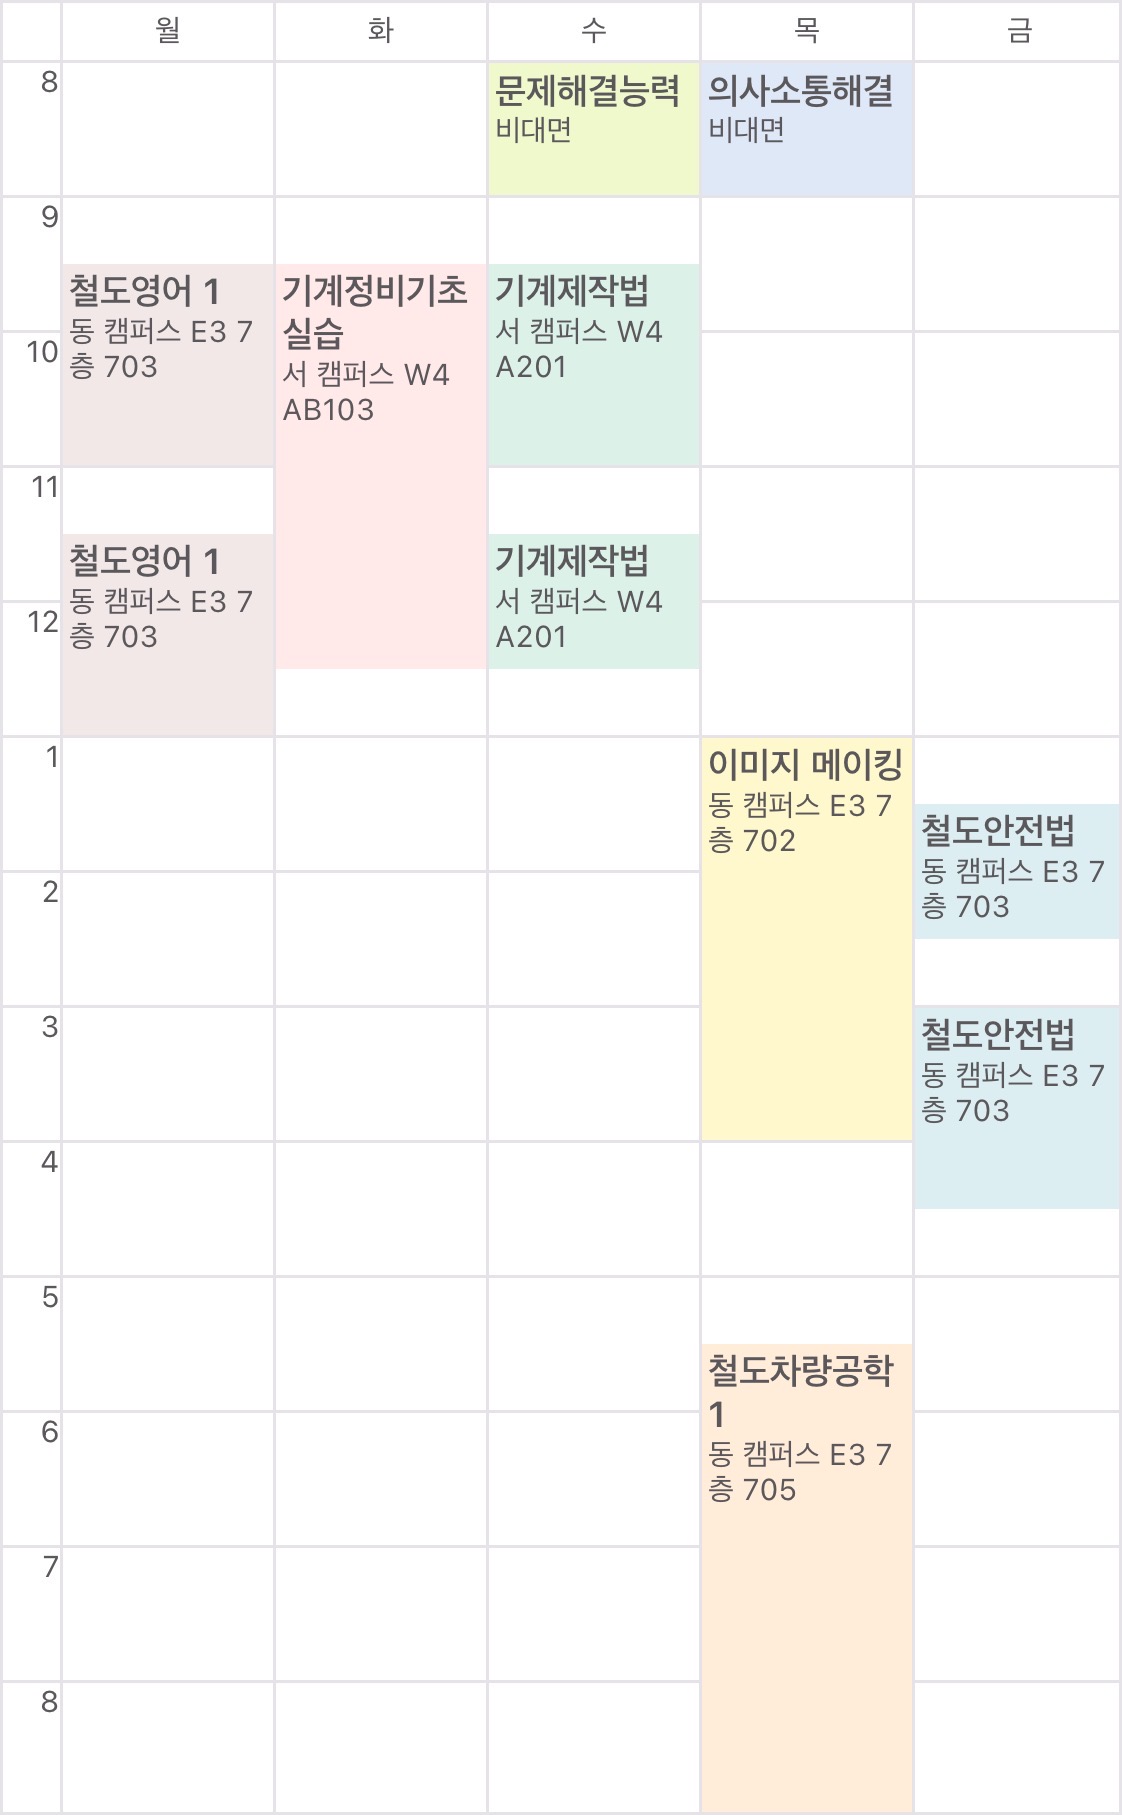 월 화 수 목 금
8
문제해결능력
비대면
의사소통해결
비대면
9
철도영어 1
동 캠퍼스 E3 7
층 703
기계정비기초
실습
서 캠퍼스 W4
AB103
기계제작법
서 캠퍼스 W4
A201
10
11
철도영어 1
동 캠퍼스 E3 7
층 703
기계제작법
서 캠퍼스 W4
A201
12
1
이미지 메이킹
동 캠퍼스 E3 7
층 702
철도안전법
동 캠퍼스 E3 7
층 703
2
3
철도안전법
동 캠퍼스 E3 7
층 703
4
5
철도차량공학
1
동 캠퍼스 E3 7
층 705
6
7
8